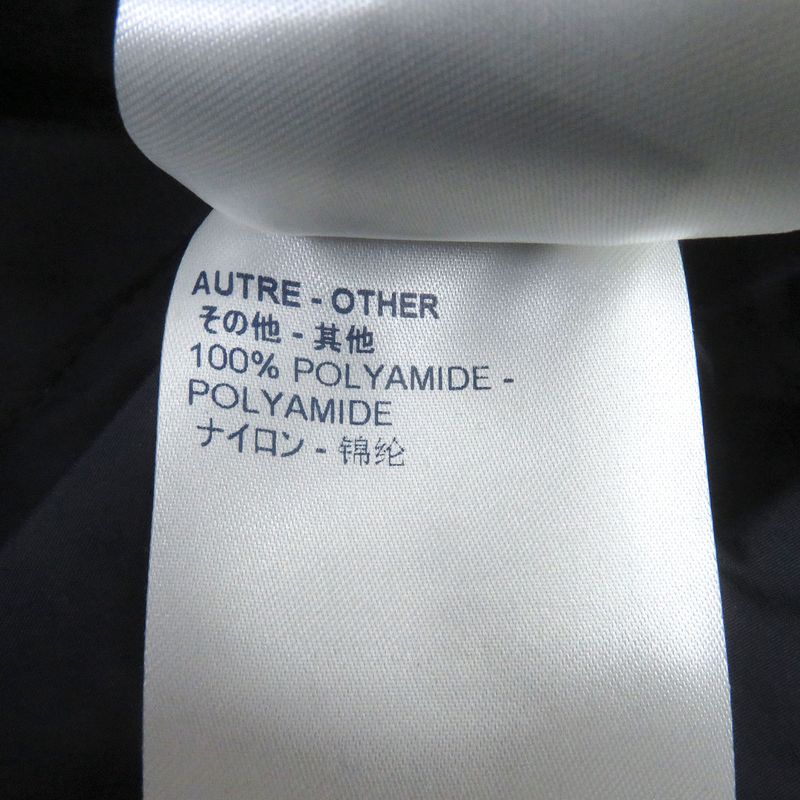 AUTRE - OTHER
その他 - 其他
100% POLYAMIDE -
POLYAMIDE
ナイロン - 锦纶